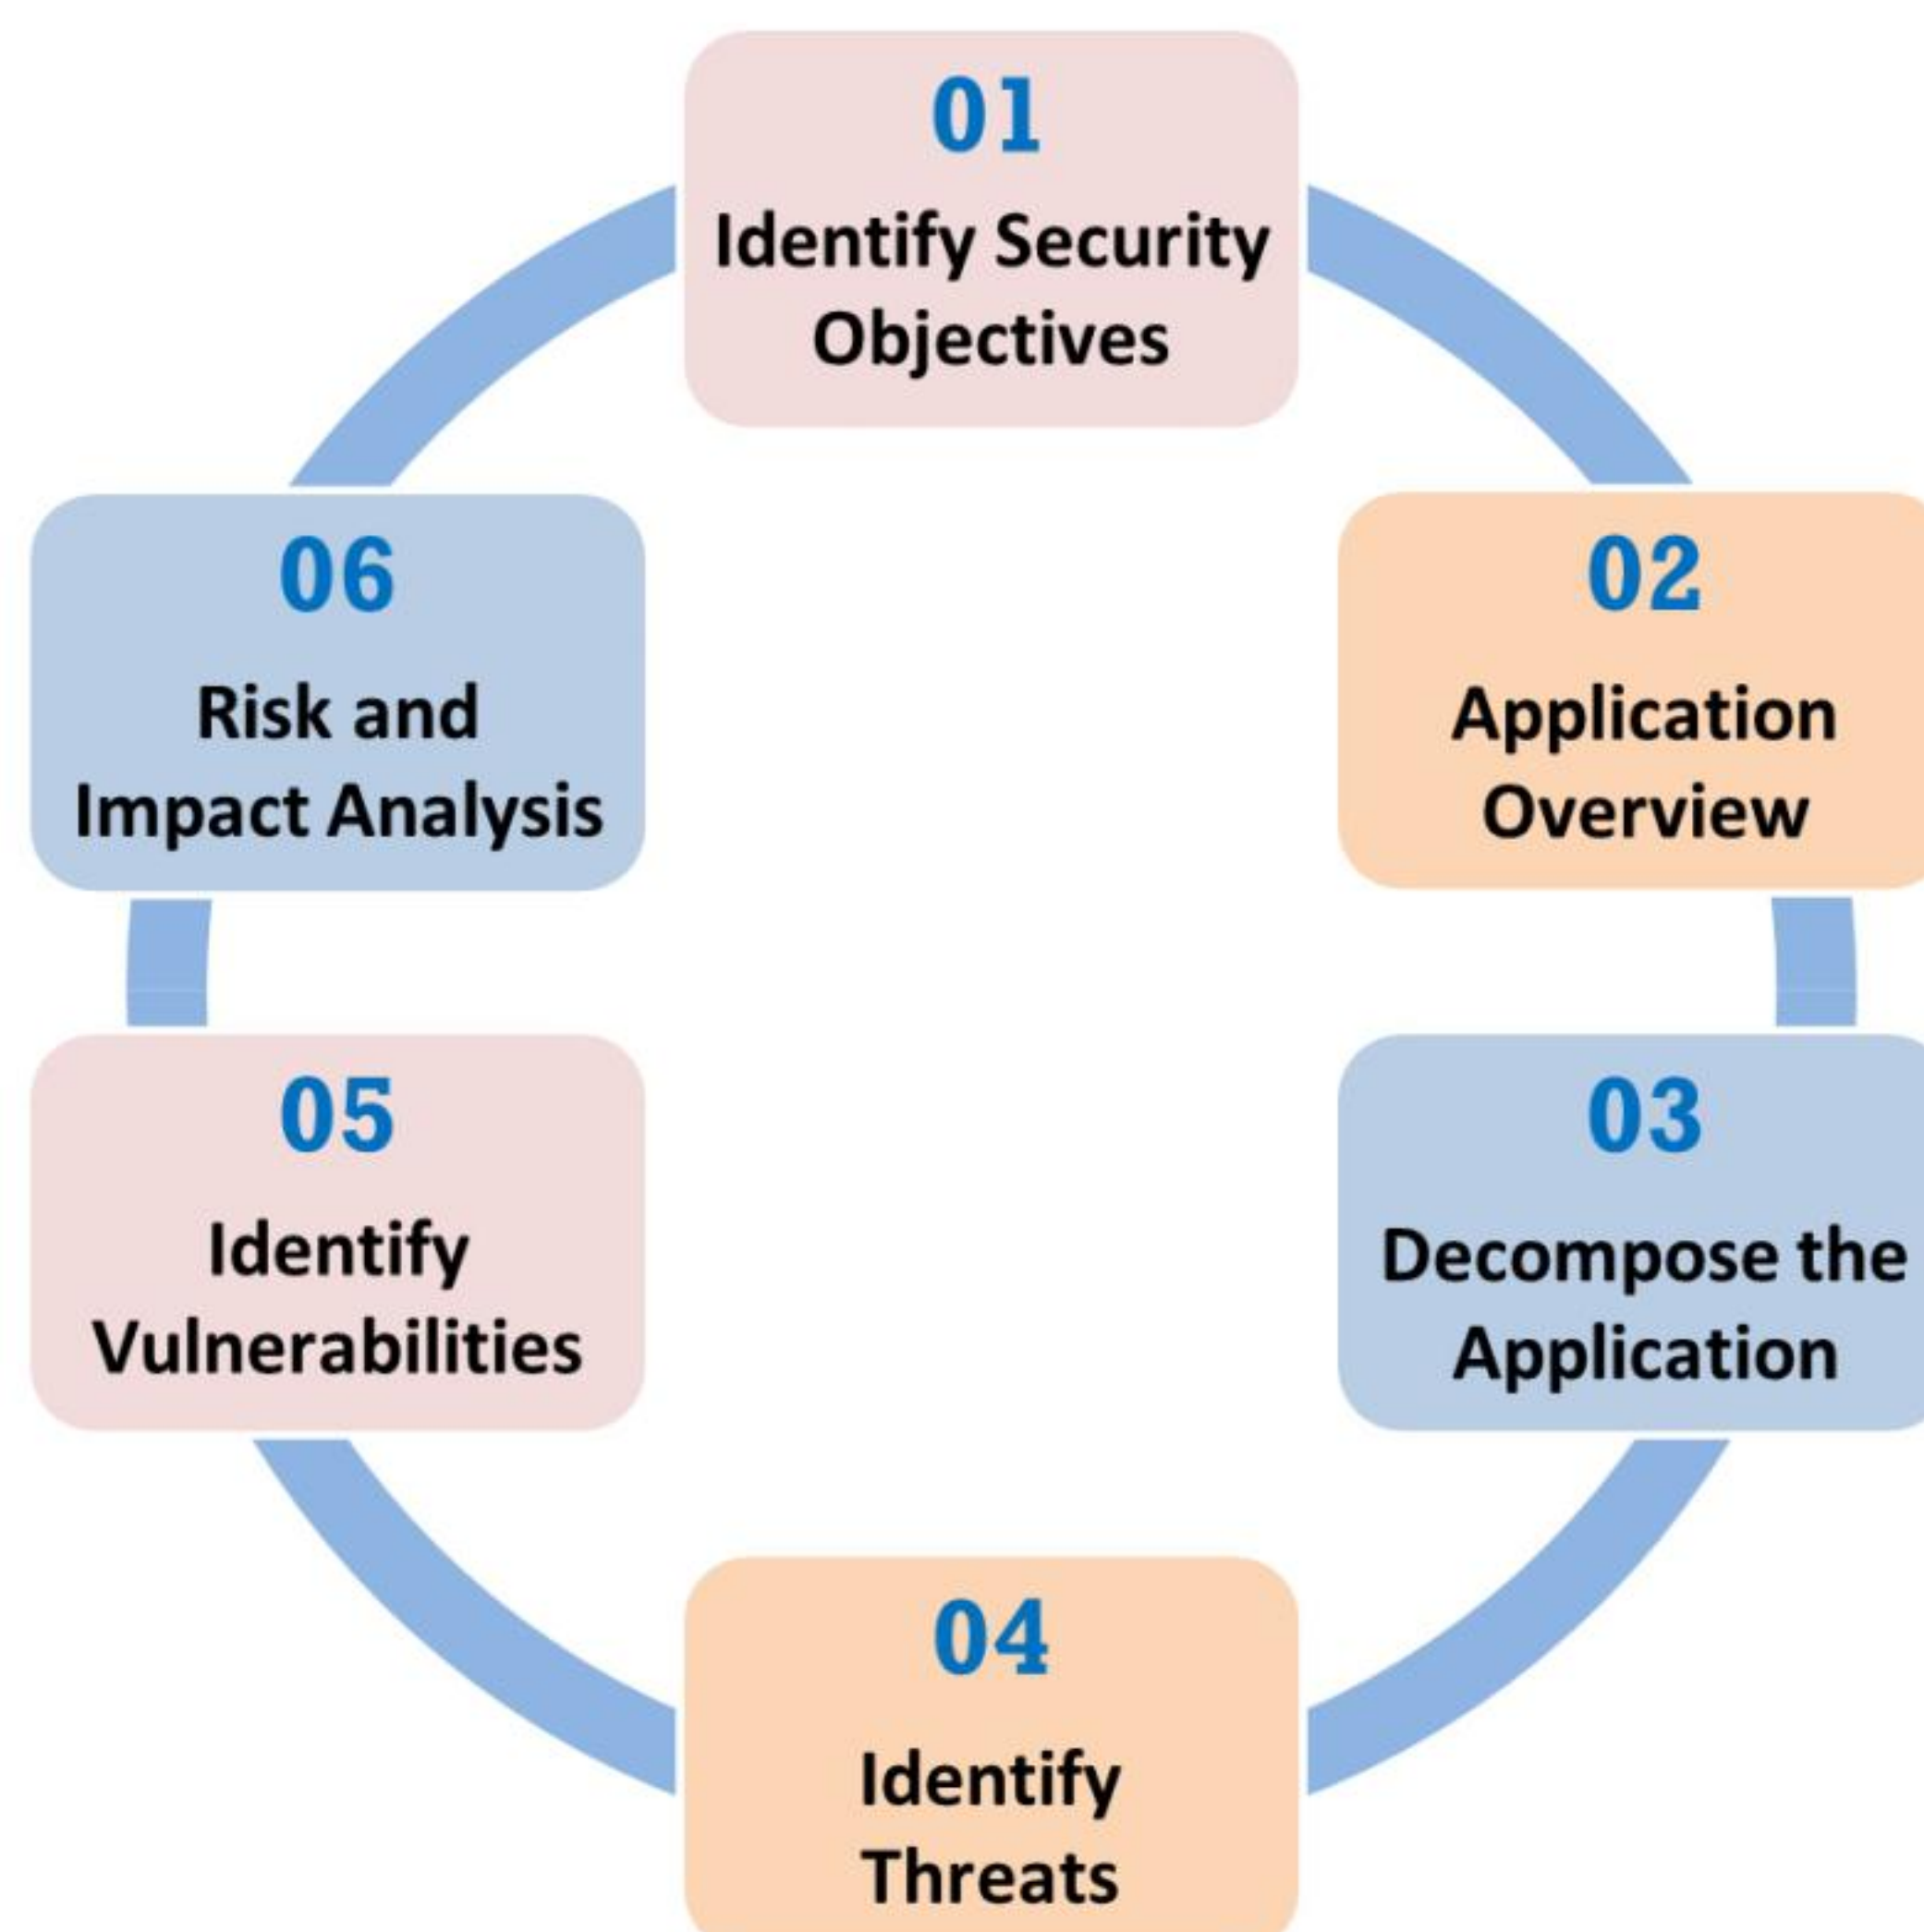 01
Identify Security
Objectives
02
Application
Overview
03
Decompose the
Application
04
Identify
Threats
05
Identify
Vulnerabilities
06
Risk and
Impact Analysis